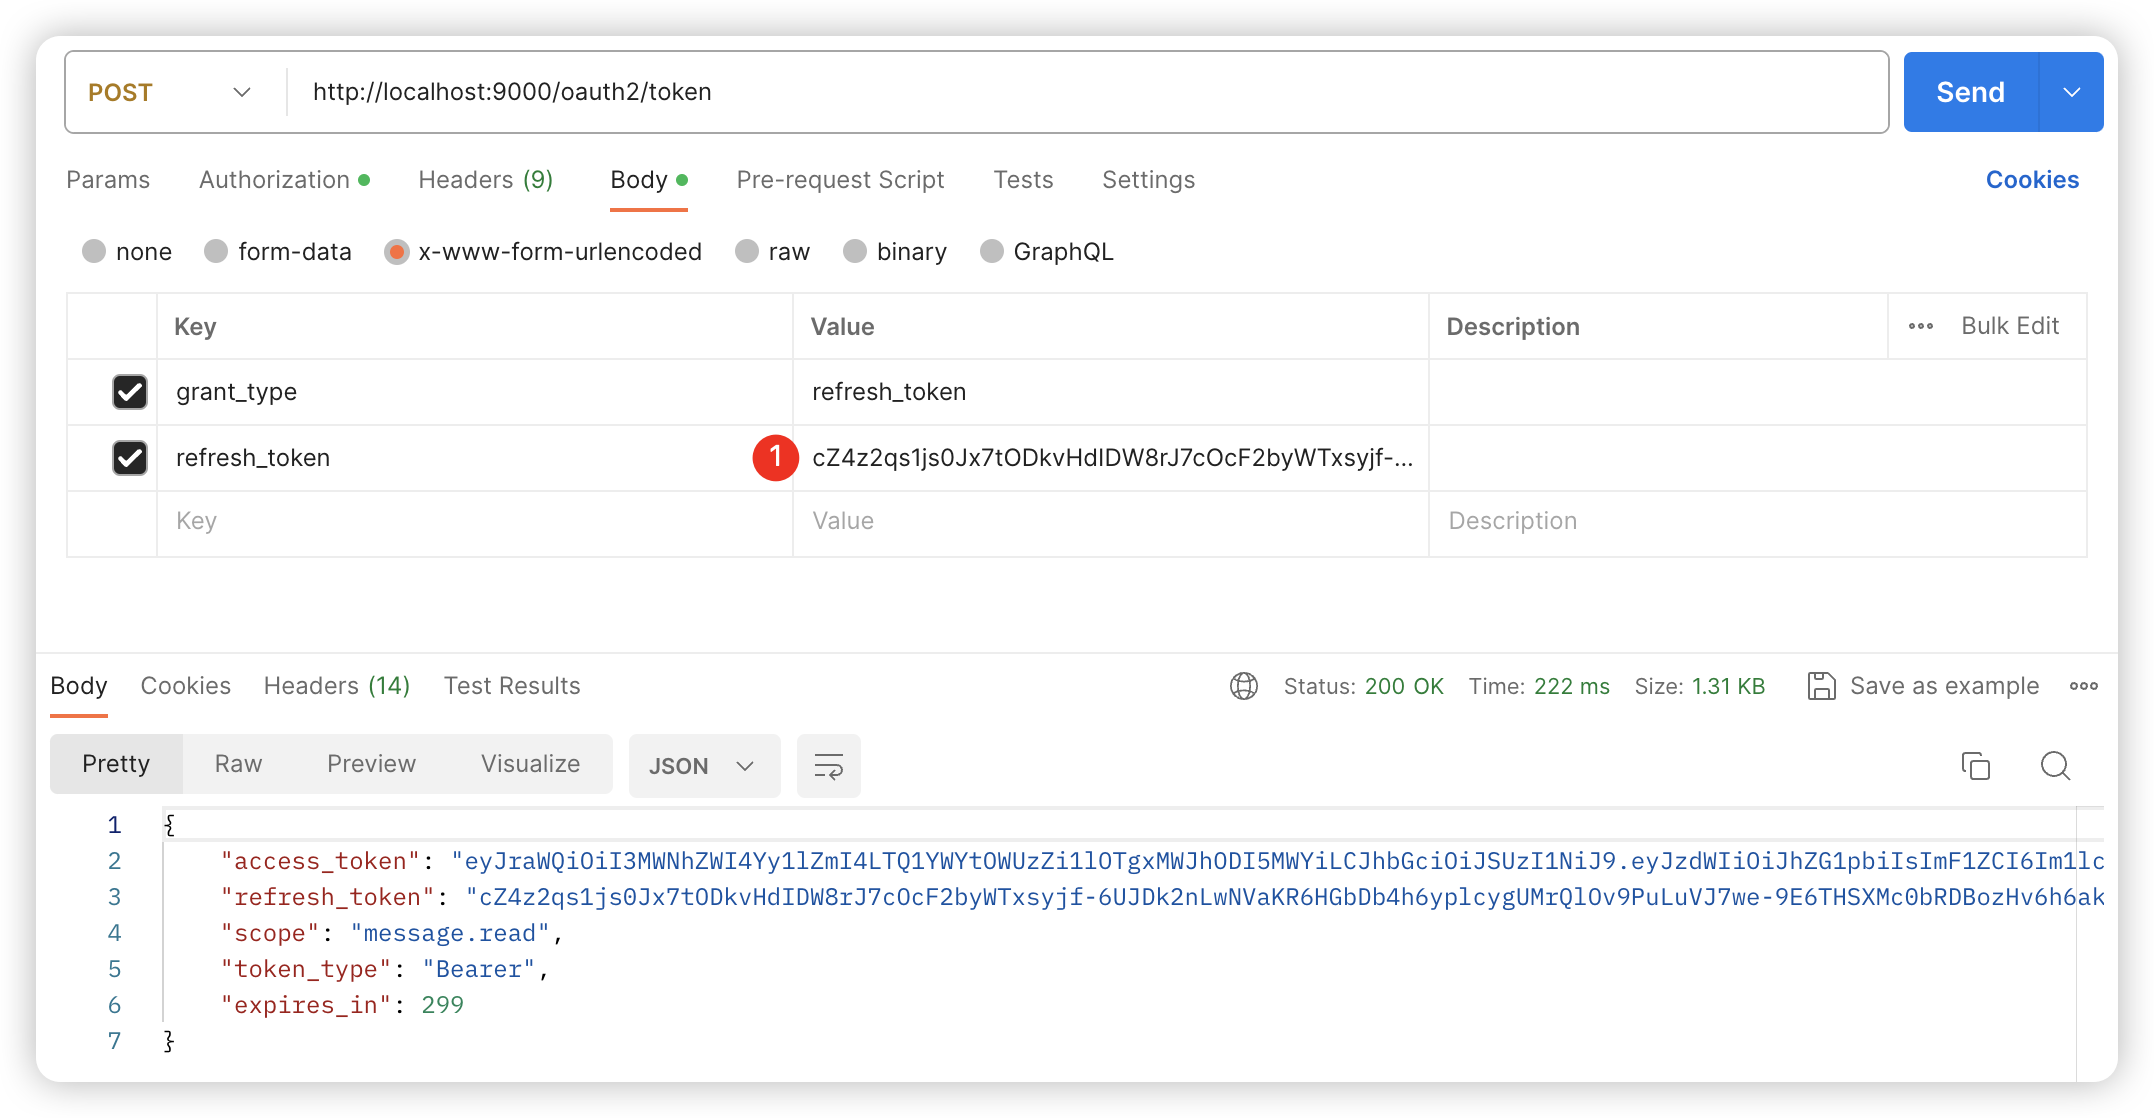 POST http://localhost:9000/oauth2/token Send
Params Authorization Headers (9) Body Pre-request Script Tests Settings Cookies
none form-data x-www-form-urlencoded raw binary GraphQL
Key Value Description Bulk Edit
grant_type refresh_token
refresh_token 1 cZ4z2qs1js0Jx7tODkvHdIDW8rJ7cOcF2byWTxsyjf-...
Key Value Description
Body Cookies Headers (14) Test Results Status: 200 OK Time: 222 ms Size: 1.31 KB Save as example
Pretty Raw Preview Visualize JSON
1 {
2 "access_token": "eyJraWQiOiI3MWNhZWI4Yy1lZmI4LTQ1YWYtOWUzZi1lOTgxMWJhODI5MWYiLCJhbGciOiJSUzI1NiJ9.eyJzdWIiOiJhZG1pbiIsImF1ZCI6Im1lc
3 "refresh_token": "cZ4z2qs1js0Jx7tODkvHdIDW8rJ7cOcF2byWTxsyjf-6UJDk2nLwNVaKR6HGbDb4h6yplcygUMrQlOv9PuLuVJ7we-9E6THSXMc0bRDBozHv6h6ak
4 "scope": "message.read",
5 "token_type": "Bearer",
6 "expires_in": 299
7 }